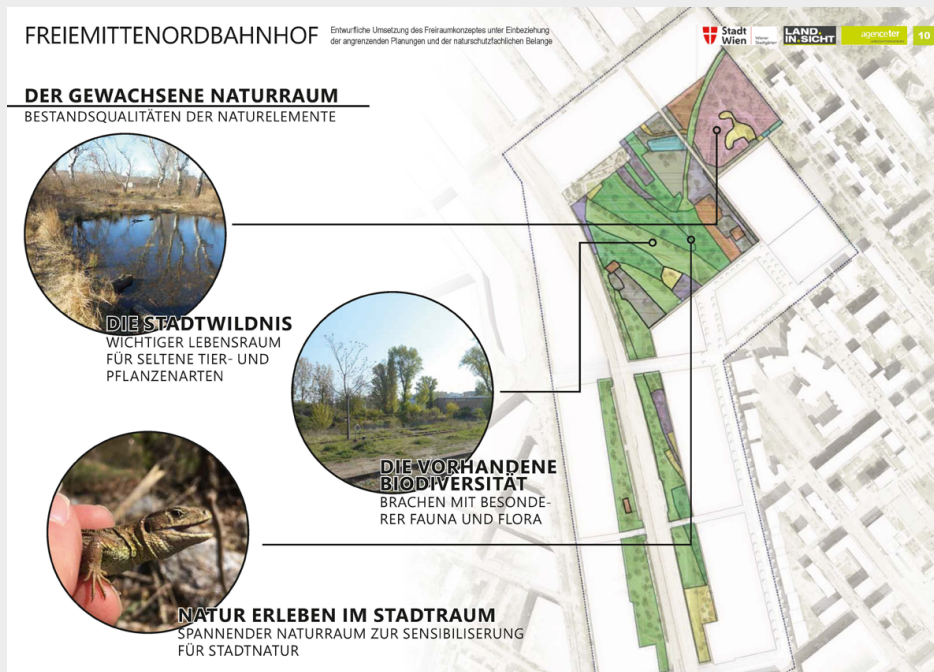 FREIEMITTENORDBAHNHOF
Entwurfliche Umsetzung des Freiraumkonzeptes unter Einbeziehung
der angrenzenden Planungen und der naturschutzfachlichen Belange
Stadt
Wien
Wiener
Stadtgärten
LAND.
IN.SICHT
agenceter
10
DER GEWACHSENE NATURRAUM
BESTANDSQUALITÄTEN DER NATURELEMENTE
DIE STADTWILDNIS
WICHTIGER LEBENSRAUM
FÜR SELTENE TIER- UND
PFLANZENARTEN
DIE VORHANDENE
BIODIVERSITÄT
BRACHEN MIT BESONDE-
RER FAUNA UND FLORA
NATUR ERLEBEN IM STADTRAUM
SPANNENDER NATURRAUM ZUR SENSIBILISERUNG
FÜR STADTNATUR